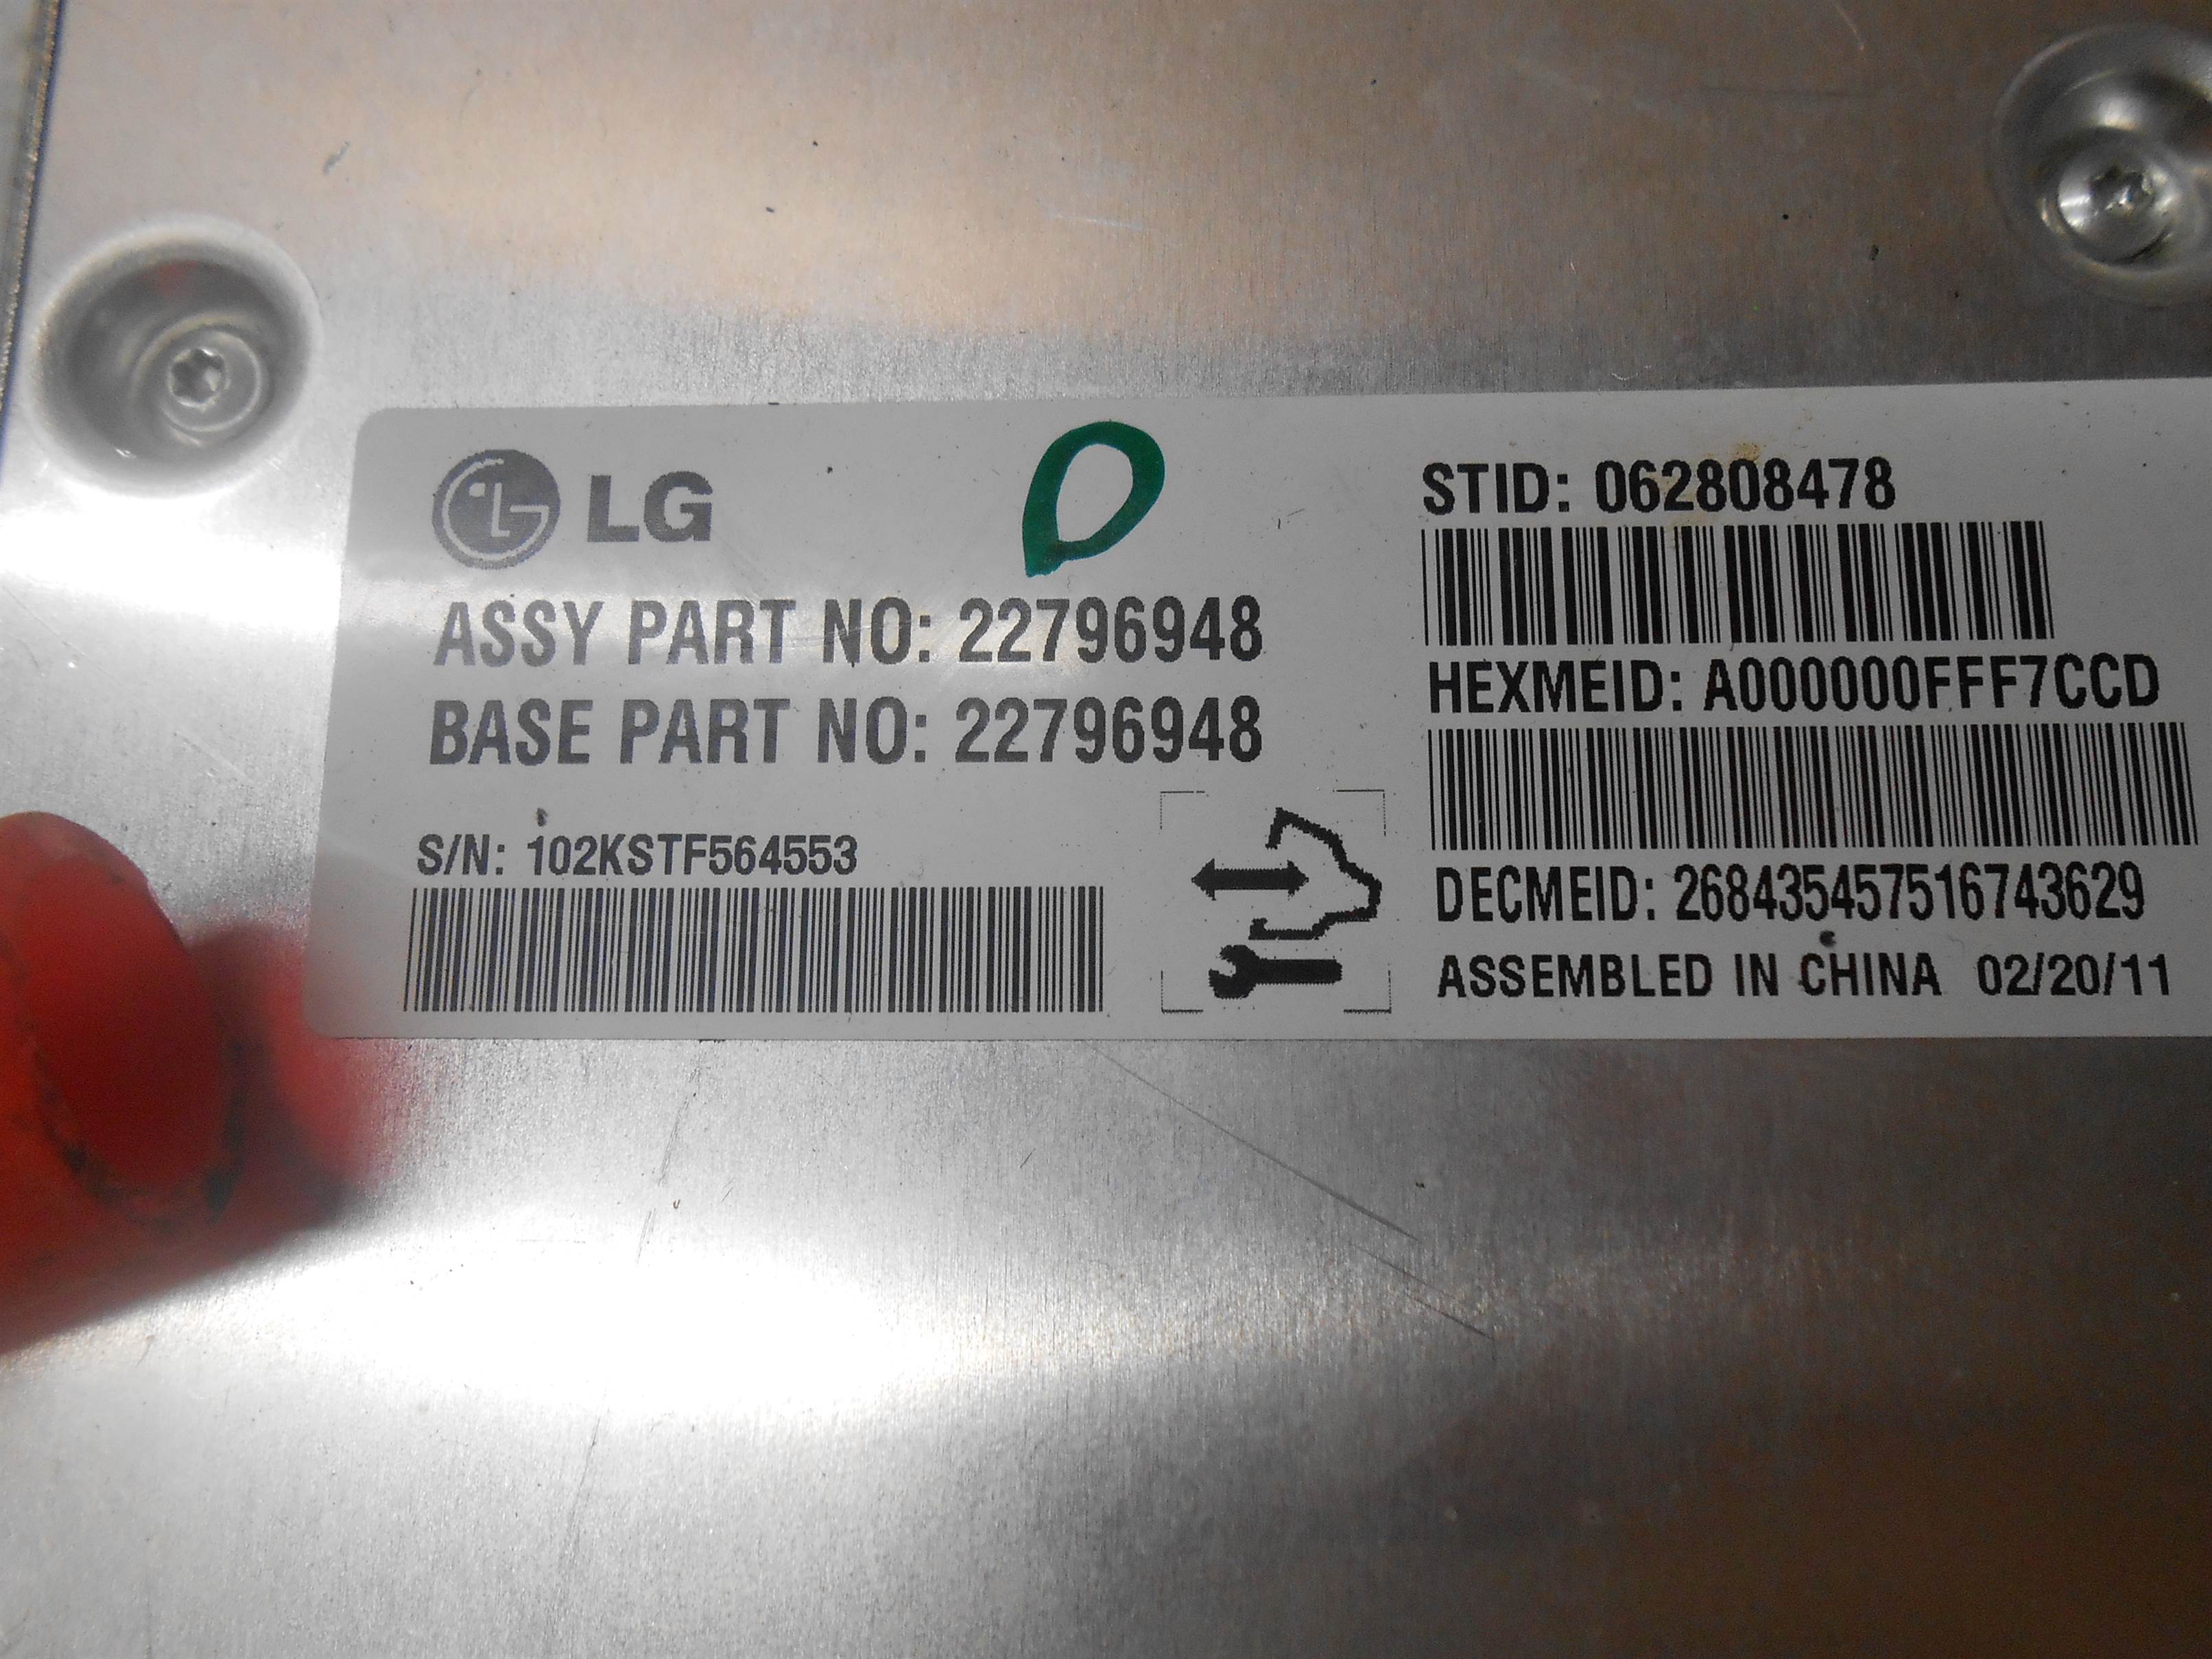 LG
ASSY PART NO: 22796948
BASE PART NO: 22796948
S/N: 102KSTF564553
STID: 062808478
HEXMEID: A000000FFF7CCD
DECMEID: 268435457516743629
ASSEMBLED IN CHINA 02/20/11